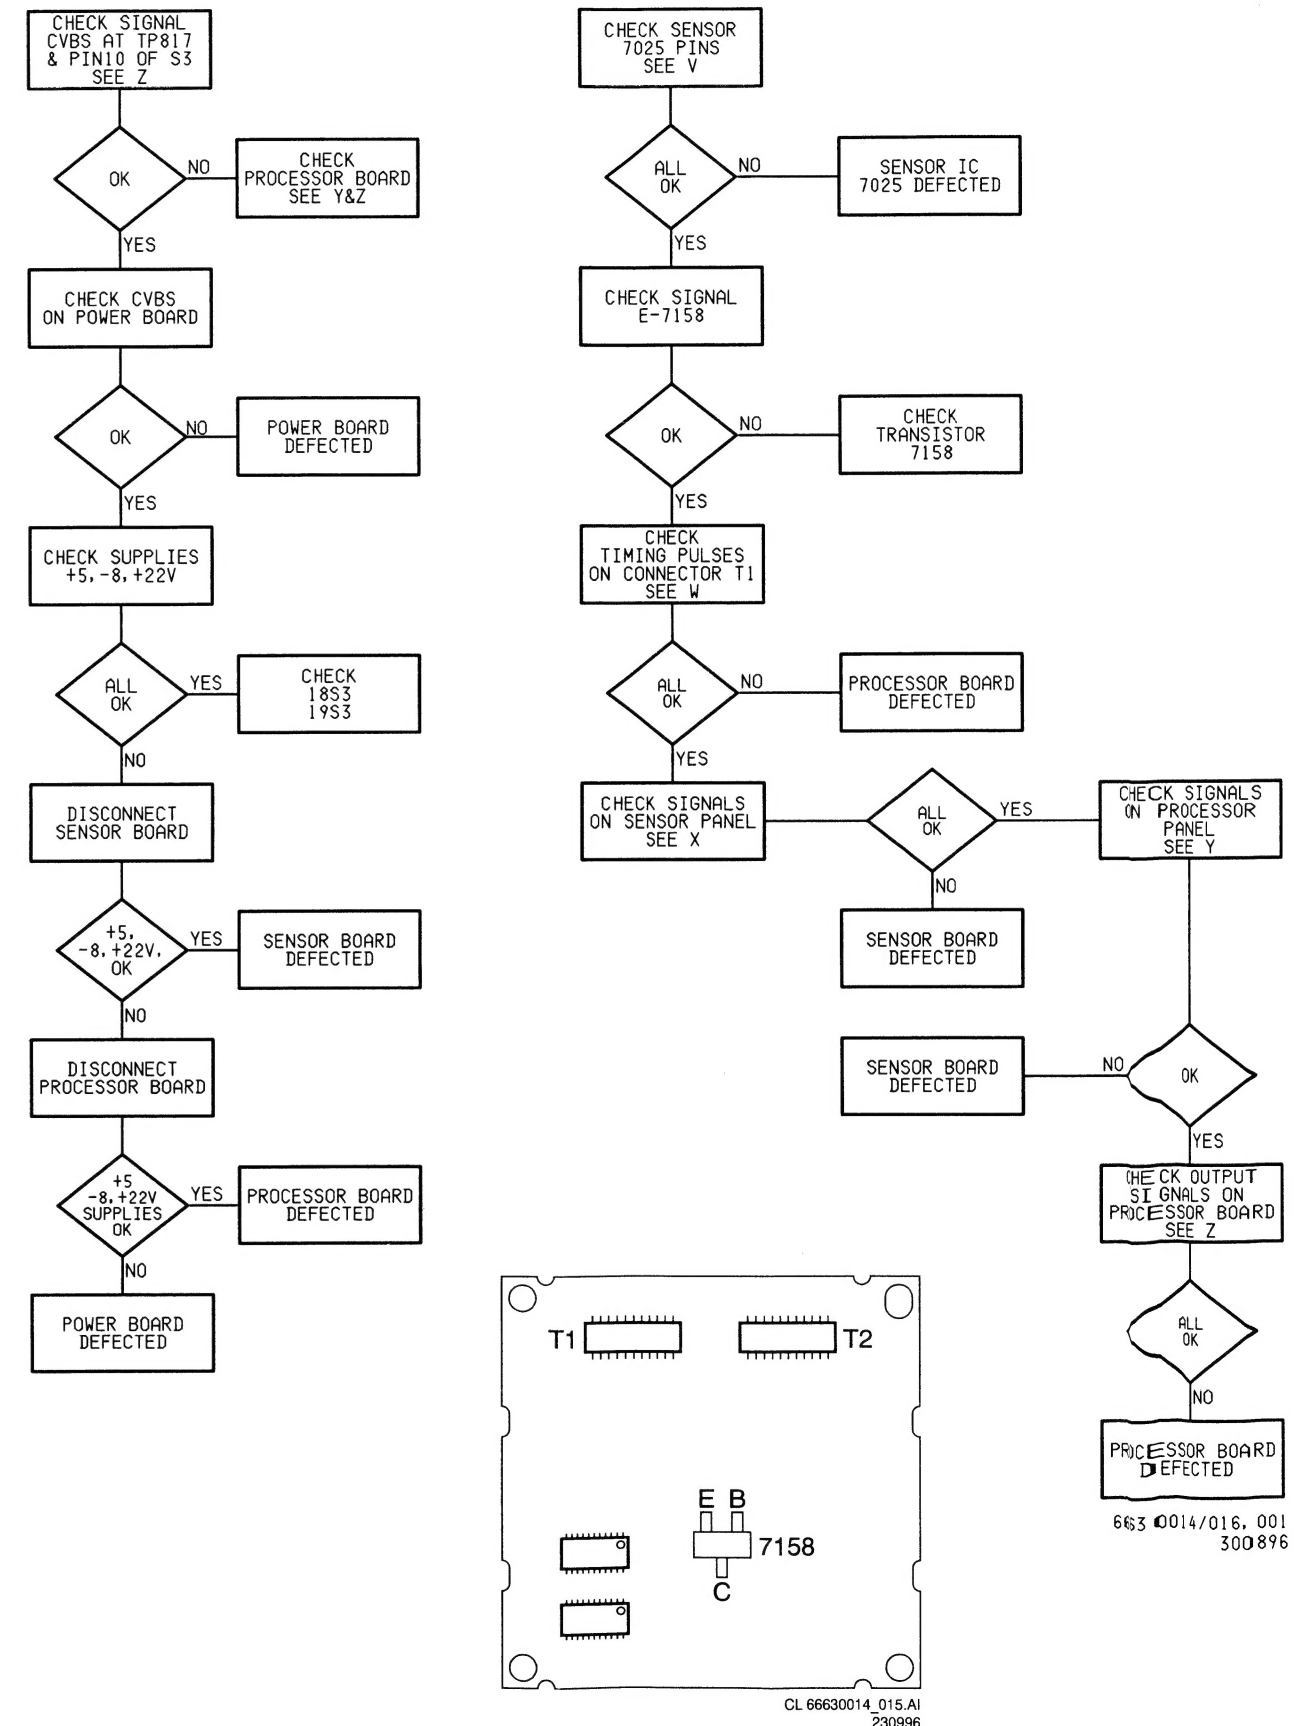 CHECK SIGNAL
CVBS AT TP817
& PIN10 OF S3
SEE Z
OK
NO
CHECK
PROCESSOR BOARD
SEE Y&Z
YES
CHECK CVBS
ON POWER BOARD
OK
NO
POWER BOARD
DEFECTED
YES
CHECK SUPPLIES
+5,-8,+22V
ALL
OK
YES
CHECK
18S3
19S3
NO
DISCONNECT
SENSOR BOARD
+5,
-8,+22V,
OK
YES
SENSOR BOARD
DEFECTED
NO
DISCONNECT
PROCESSOR BOARD
+5
-8,+22V
SUPPLIES
OK
YES
PROCESSOR BOARD
DEFECTED
NO
POWER BOARD
DEFECTED
CHECK SENSOR
7025 PINS
SEE V
ALL
OK
NO
SENSOR IC
7025 DEFECTED
YES
CHECK SIGNAL
E-7158
OK
NO
CHECK
TRANSISTOR
7158
YES
CHECK
TIMING PULSES
ON CONNECTOR T1
SEE W
ALL
OK
NO
PROCESSOR BOARD
DEFECTED
YES
CHECK SIGNALS
ON SENSOR PANEL
SEE X
ALL
OK
YES
CHECK SIGNALS
ON PROCESSOR
PANEL
SEE Y
NO
SENSOR BOARD
DEFECTED
OK
NO
SENSOR BOARD
DEFECTED
YES
CHECK OUTPUT
SIGNALS ON
PROCESSOR BOARD
SEE Z
ALL
OK
NO
PROCESSOR BOARD
DEFECTED
6663 0014/016. 001
300896
T1
T2
E B
7158
C
CL 66630014_015.AI
230996